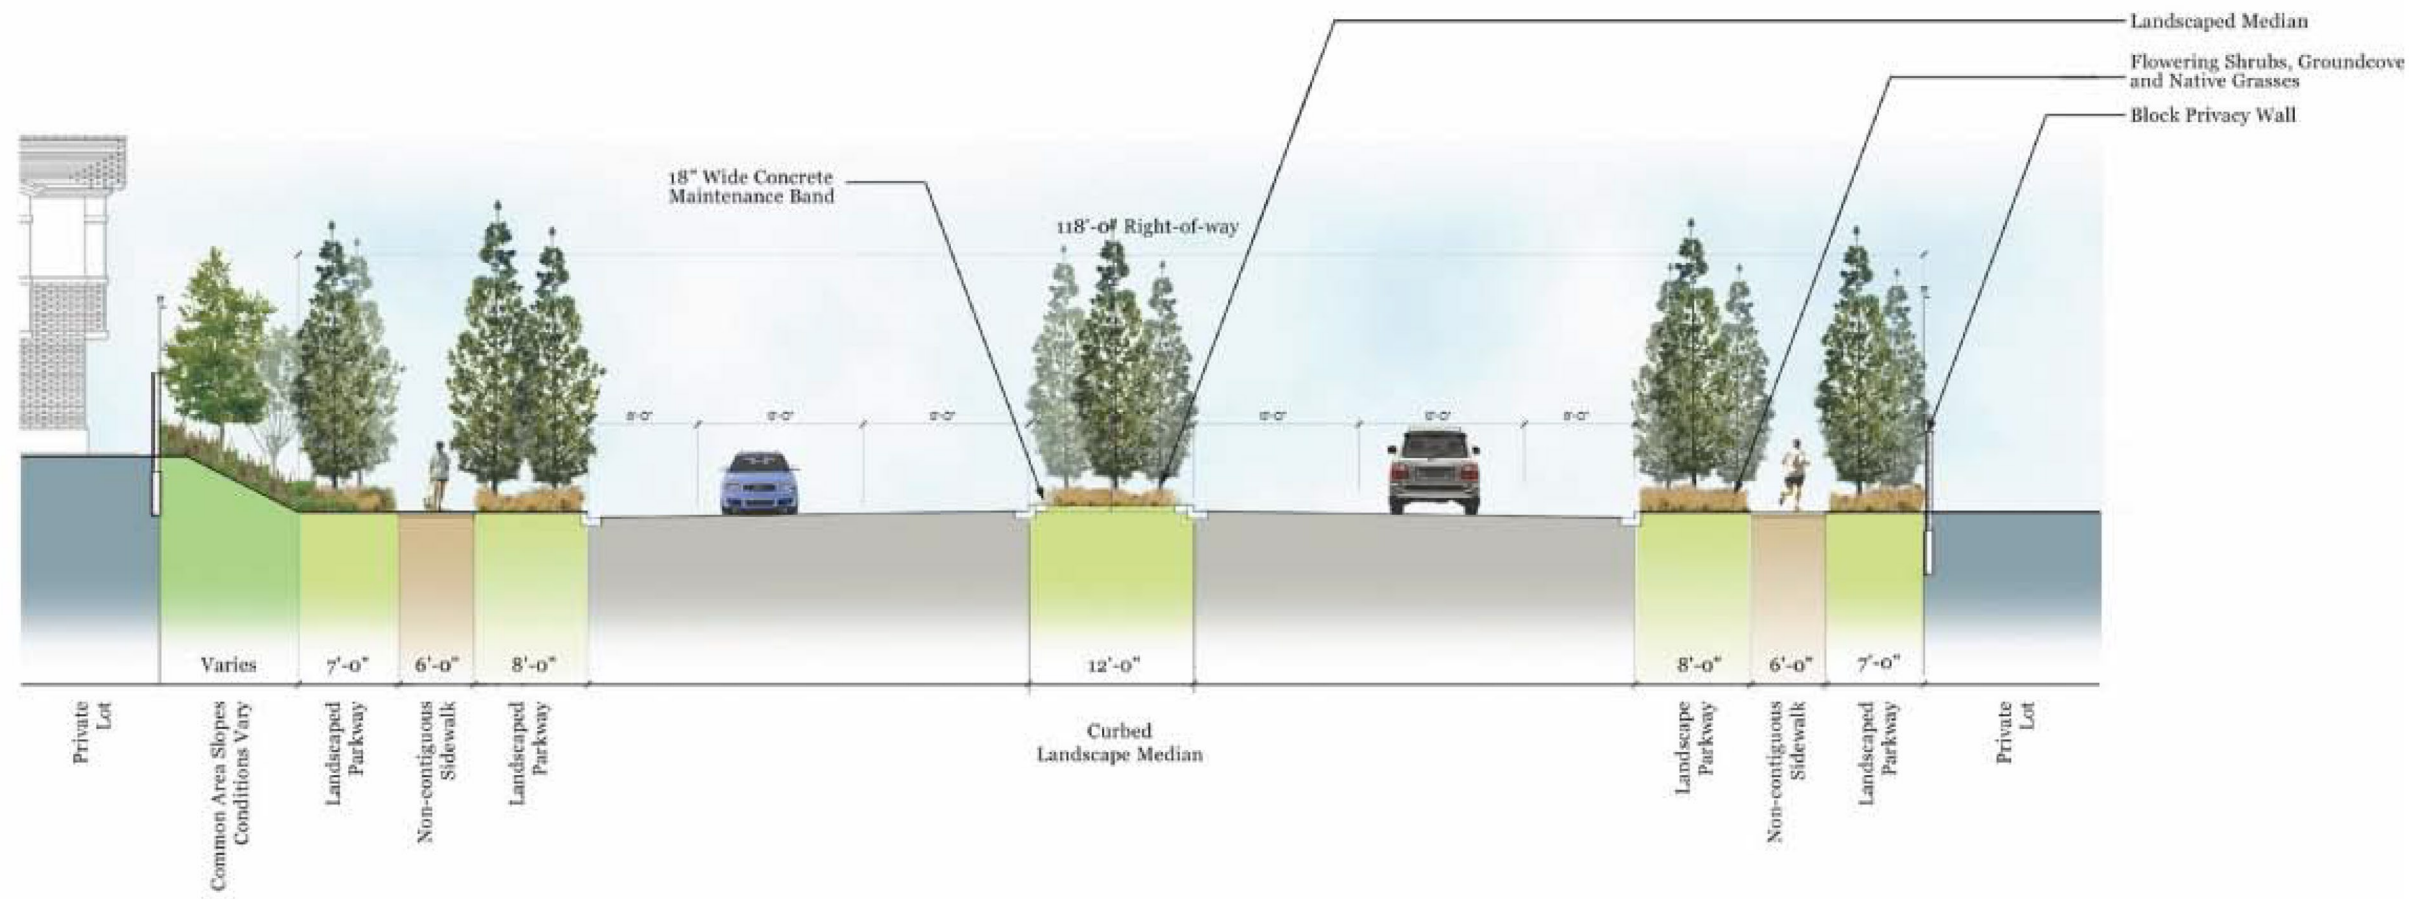 Landscaped Median
Flowering Shrubs, Groundcove
and Native Grasses
Block Privacy Wall
18" Wide Concrete
Maintenance Band
118'-0" Right-of-way
Varies
7'-0"
6'-0"
8'-0"
12'-0"
8'-0"
6'-0"
7'-0"
Private
Lot
Common Area Slopes
Conditions Vary
Landscaped
Parkway
Non-contiguous
Sidewalk
Landscaped
Parkway
Curbed
Landscape Median
Landscape
Parkway
Non-contiguous
Sidewalk
Landscaped
Parkway
Private
Lot